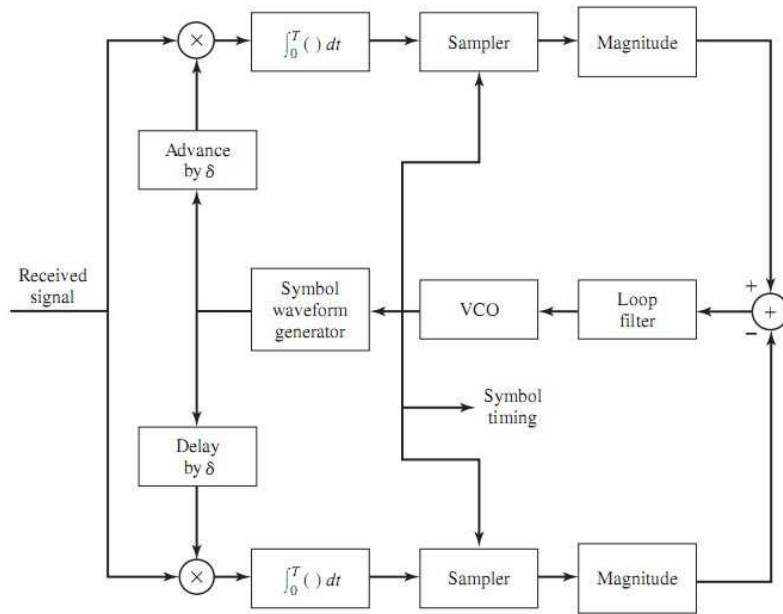 ×
∫₀ᵀ ( ) dt
Sampler
Magnitude
Advance
by δ
Received
signal
Symbol
waveform
generator
VCO
Loop
filter
+
+
−
Symbol
timing
Delay
by δ
×
∫₀ᵀ ( ) dt
Sampler
Magnitude